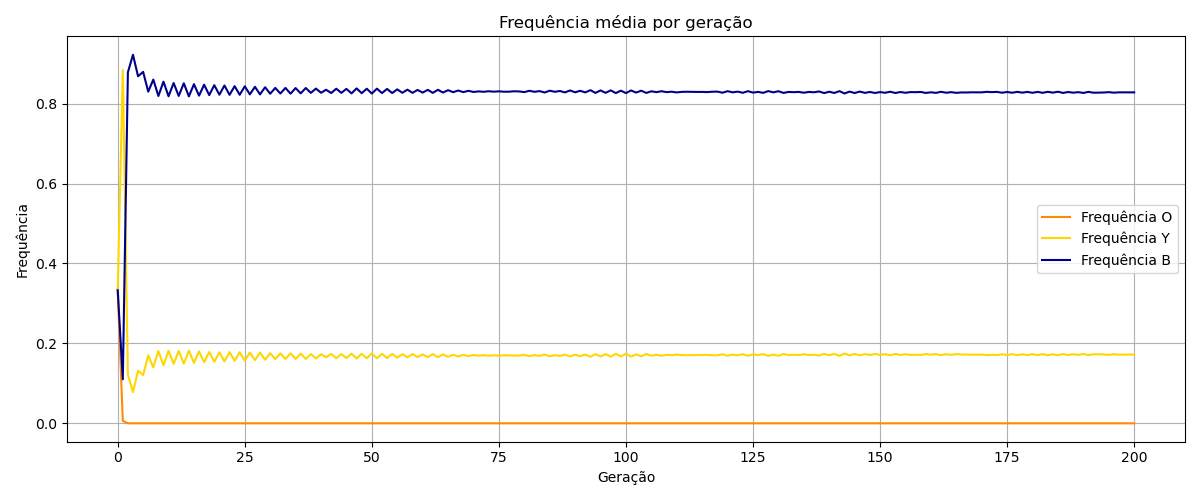 Frequência média por geração
Frequência
0.8
0.6
0.4
0.2
0.0
Frequência O
Frequência Y
Frequência B
0 25 50 75 100 125 150 175 200
Geração